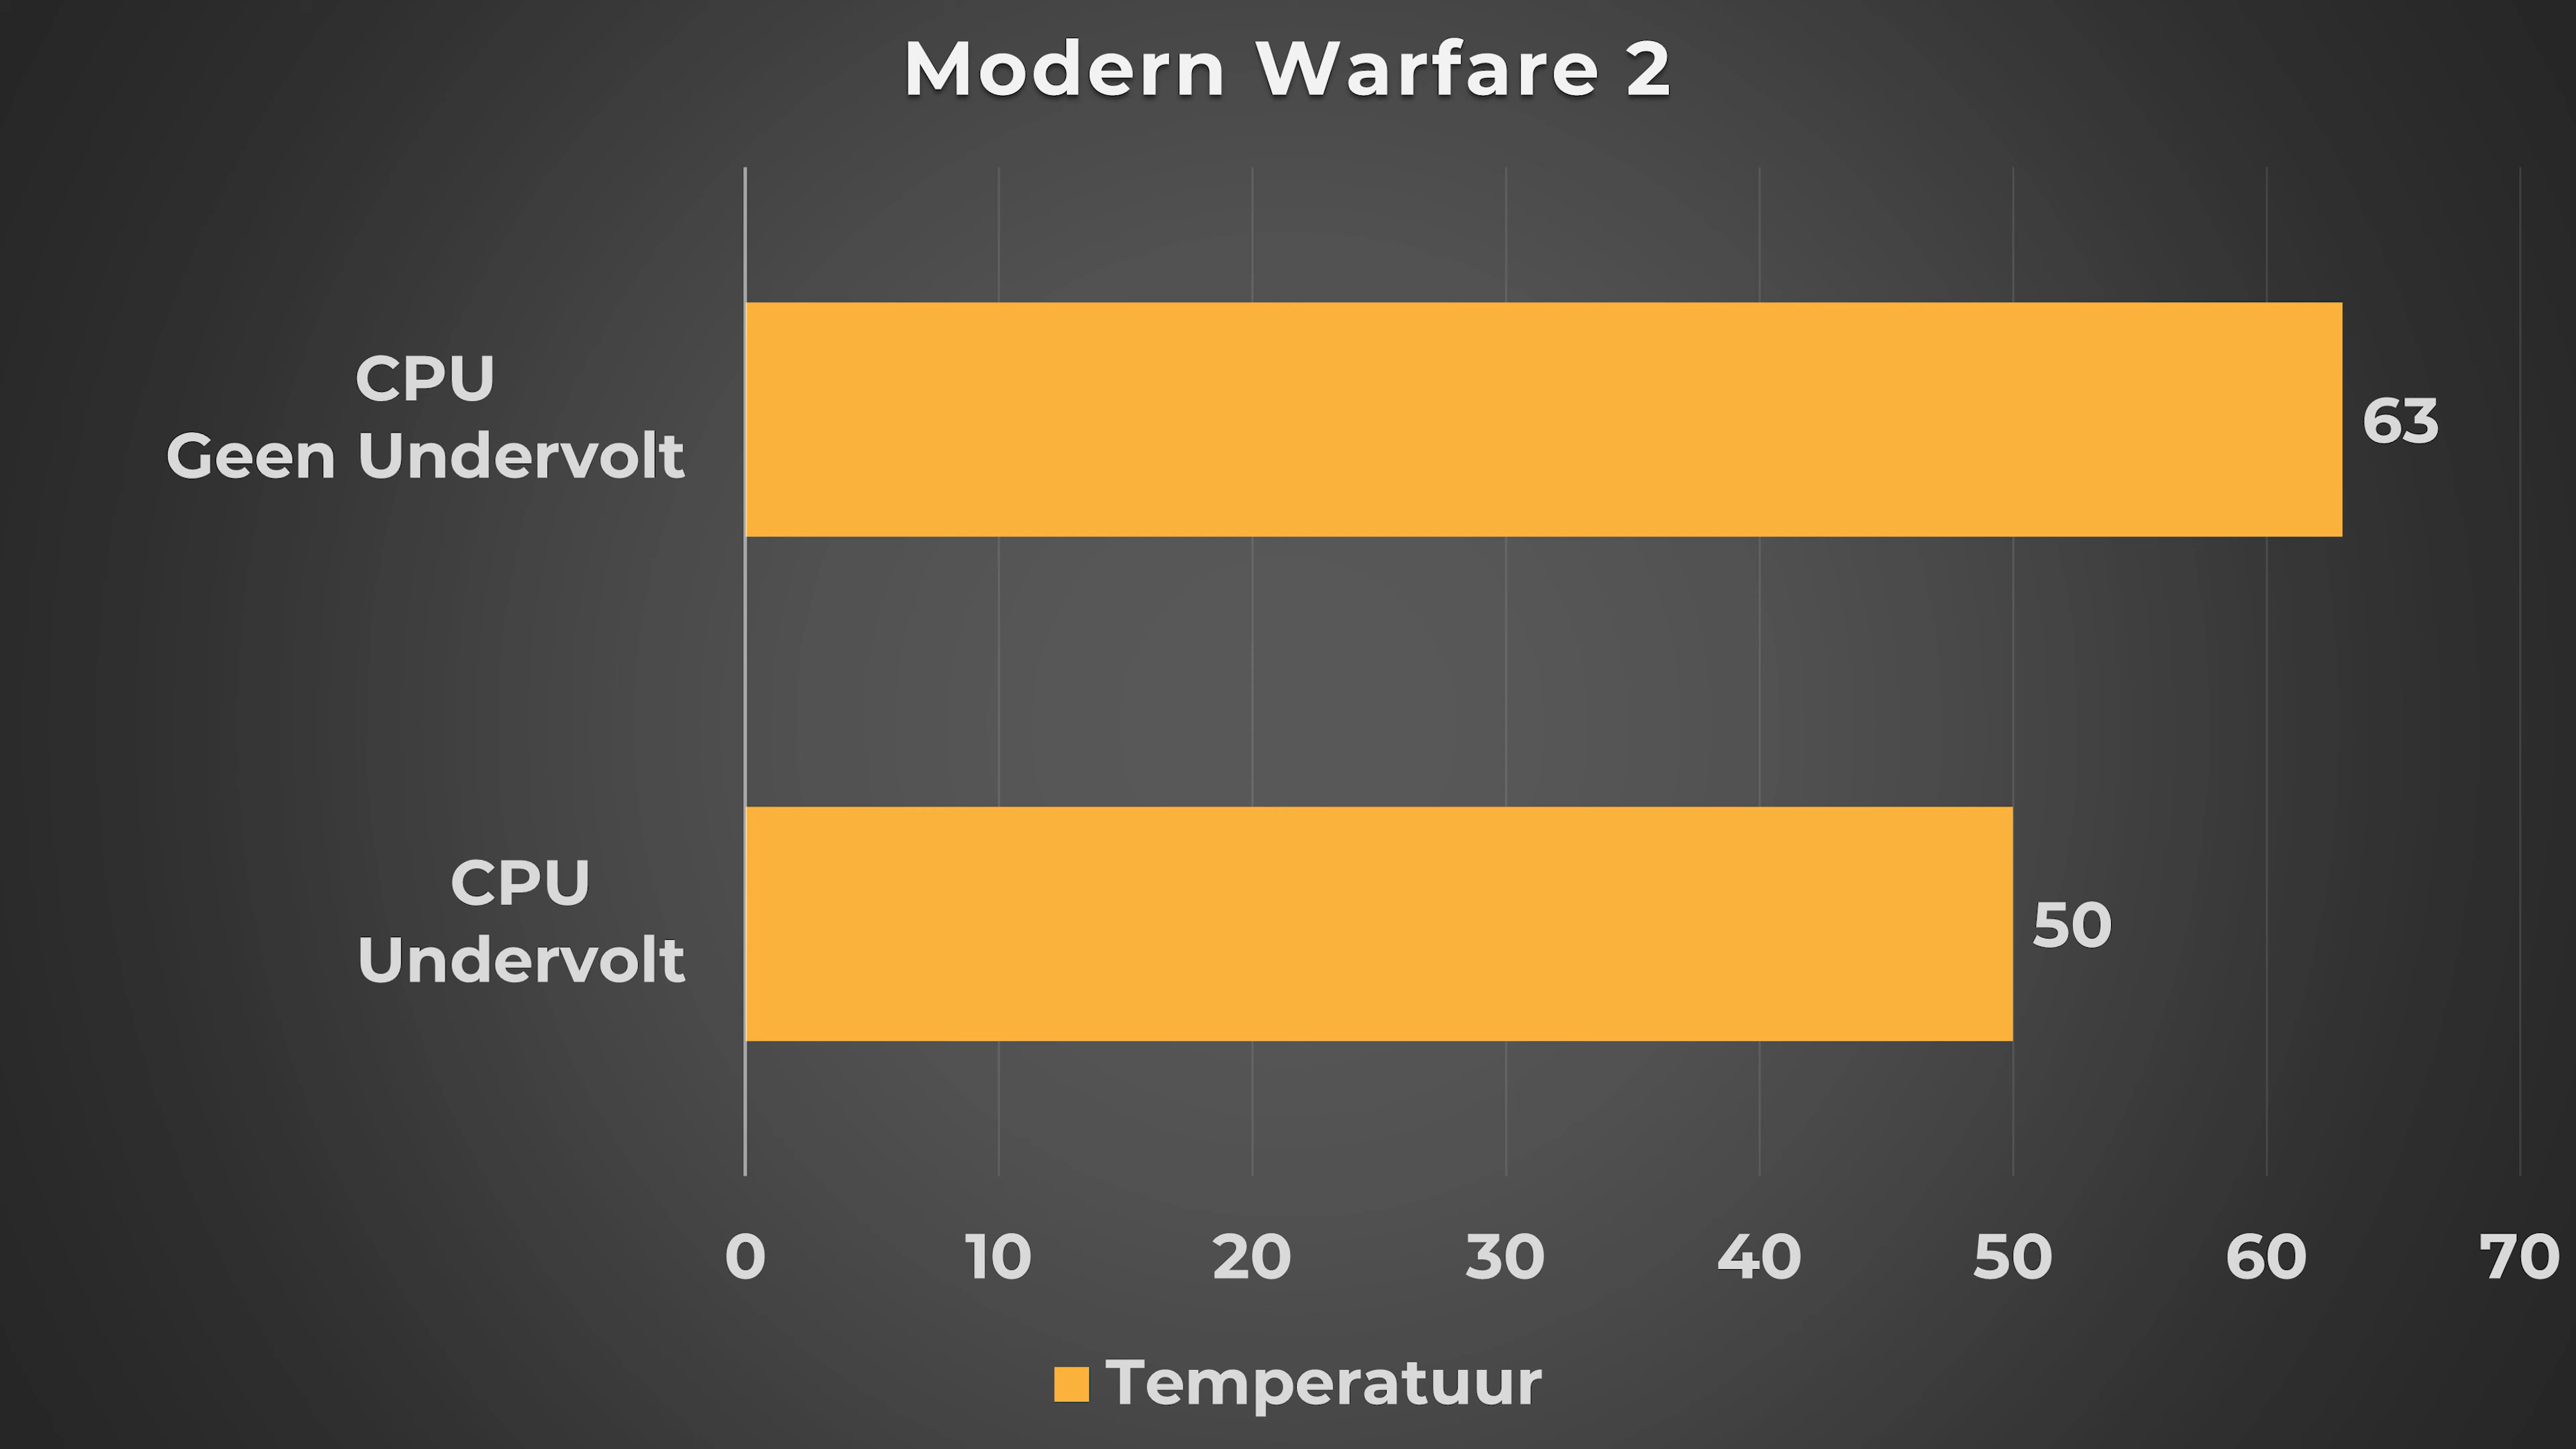 Modern Warfare 2
CPU
Geen Undervolt
63
CPU
Undervolt
50
0 10 20 30 40 50 60 70
Temperatuur